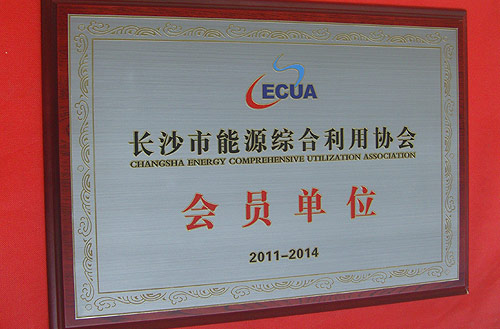 ECUA
长沙市能源综合利用协会
CHANGSHA ENERGY COMPREHENSIVE UTILIZATION ASSOCIATION
会员单位
2011-2014